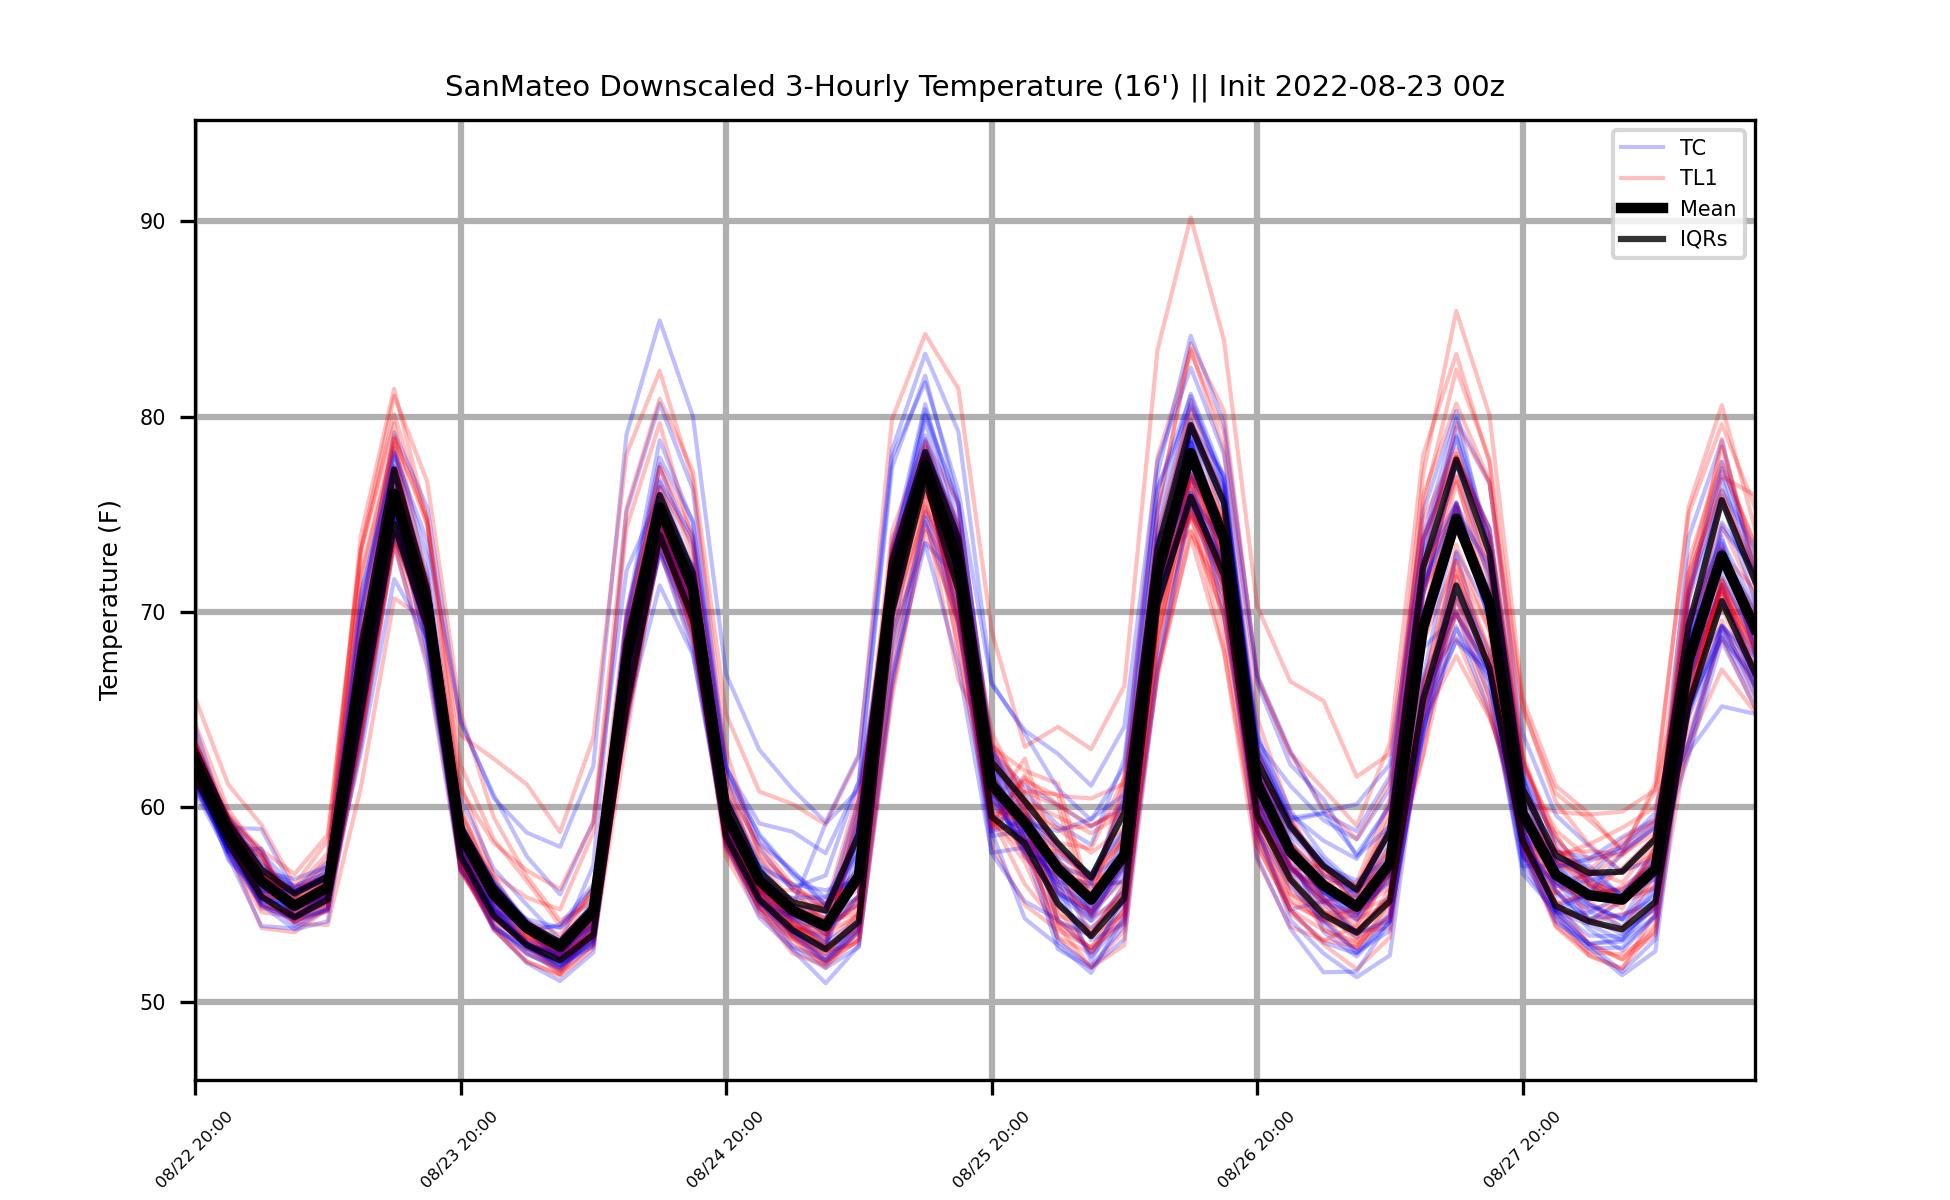 SanMateo Downscaled 3-Hourly Temperature (16') || Init 2022-08-23 00z
TC
TL1
Mean
IQRs
Temperature (F)
90
80
70
60
50
08/22 20:00
08/23 20:00
08/24 20:00
08/25 20:00
08/26 20:00
08/27 20:00